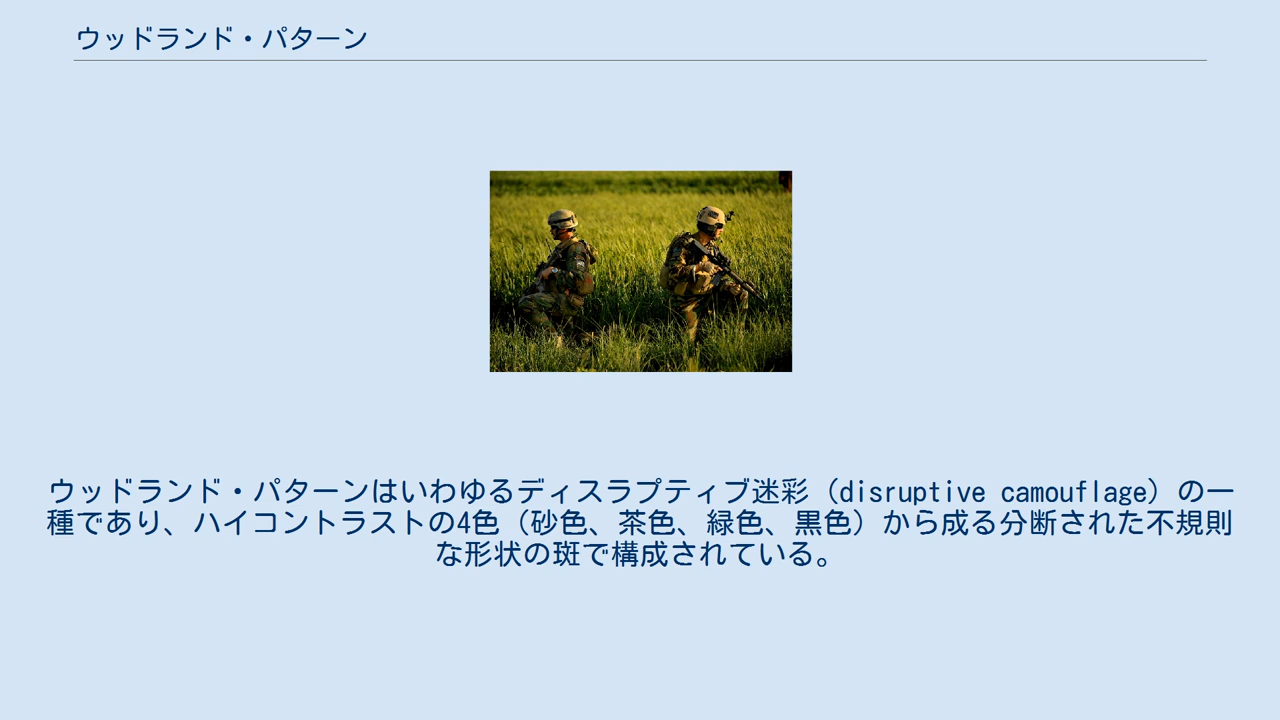 ウッドランド・パターン
ウッドランド・パターンはいわゆるディスラプティブ迷彩（disruptive camouflage）の一
種であり、ハイコントラストの4色（砂色、茶色、緑色、黒色）から成る分断された不規則
な形状の斑で構成されている。